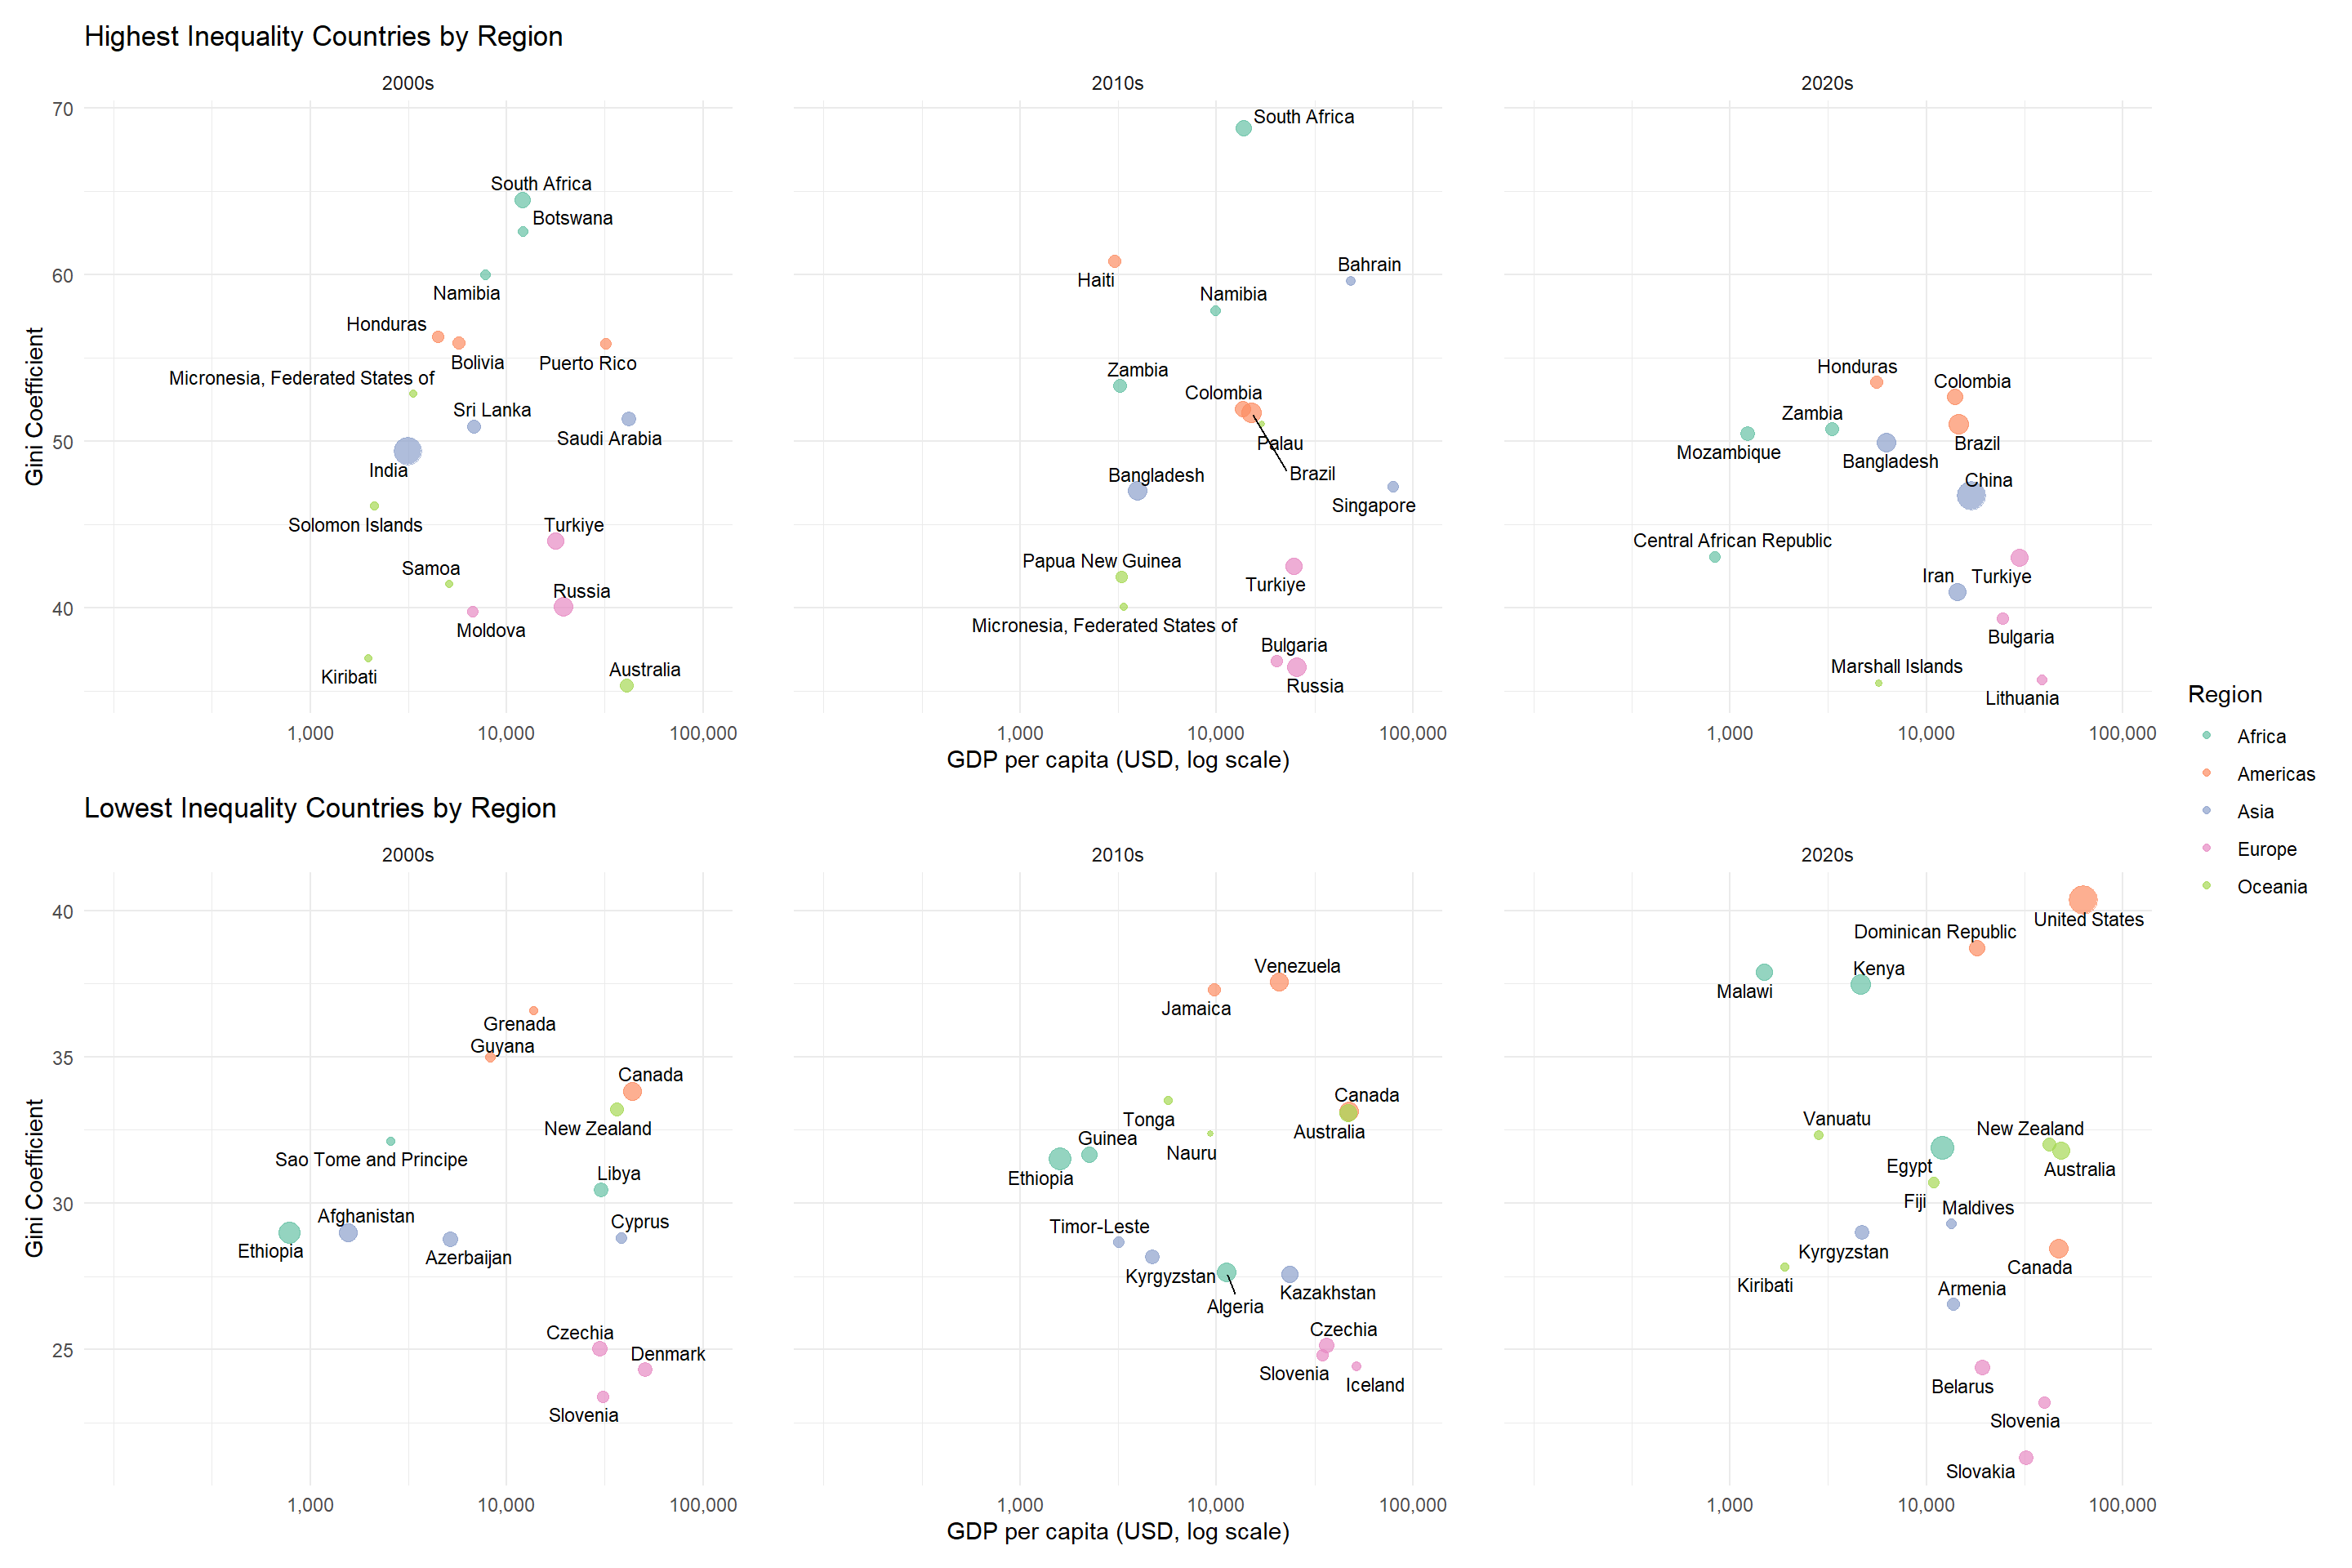 Highest Inequality Countries by Region
2000s
2010s
2020s
Gini Coefficient
70
60
50
40
South Africa
Botswana
Namibia
Honduras
Bolivia
Puerto Rico
Micronesia, Federated States of
Sri Lanka
Saudi Arabia
India
Solomon Islands
Turkiye
Samoa
Russia
Moldova
Kiribati
Australia
1,000
10,000
100,000
South Africa
Haiti
Bahrain
Namibia
Zambia
Colombia
Palau
Brazil
Bangladesh
Singapore
Papua New Guinea
Turkiye
Micronesia, Federated States of
Bulgaria
Russia
1,000
10,000
100,000
Honduras
Colombia
Zambia
Mozambique
Brazil
Bangladesh
China
Central African Republic
Iran
Turkiye
Bulgaria
Marshall Islands
Lithuania
1,000
10,000
100,000
GDP per capita (USD, log scale)
Region
Africa
Americas
Asia
Europe
Oceania
Lowest Inequality Countries by Region
2000s
2010s
2020s
Gini Coefficient
40
35
30
25
Grenada
Guyana
Canada
New Zealand
Sao Tome and Principe
Libya
Afghanistan
Cyprus
Ethiopia
Azerbaijan
Czechia
Denmark
Slovenia
1,000
10,000
100,000
Venezuela
Jamaica
Canada
Tonga
Australia
Guinea
Nauru
Ethiopia
Timor-Leste
Kyrgyzstan
Kazakhstan
Algeria
Czechia
Slovenia
Iceland
1,000
10,000
100,000
United States
Dominican Republic
Kenya
Malawi
Vanuatu
New Zealand
Egypt
Australia
Fiji
Maldives
Kyrgyzstan
Canada
Kiribati
Armenia
Belarus
Slovenia
Slovakia
1,000
10,000
100,000
GDP per capita (USD, log scale)